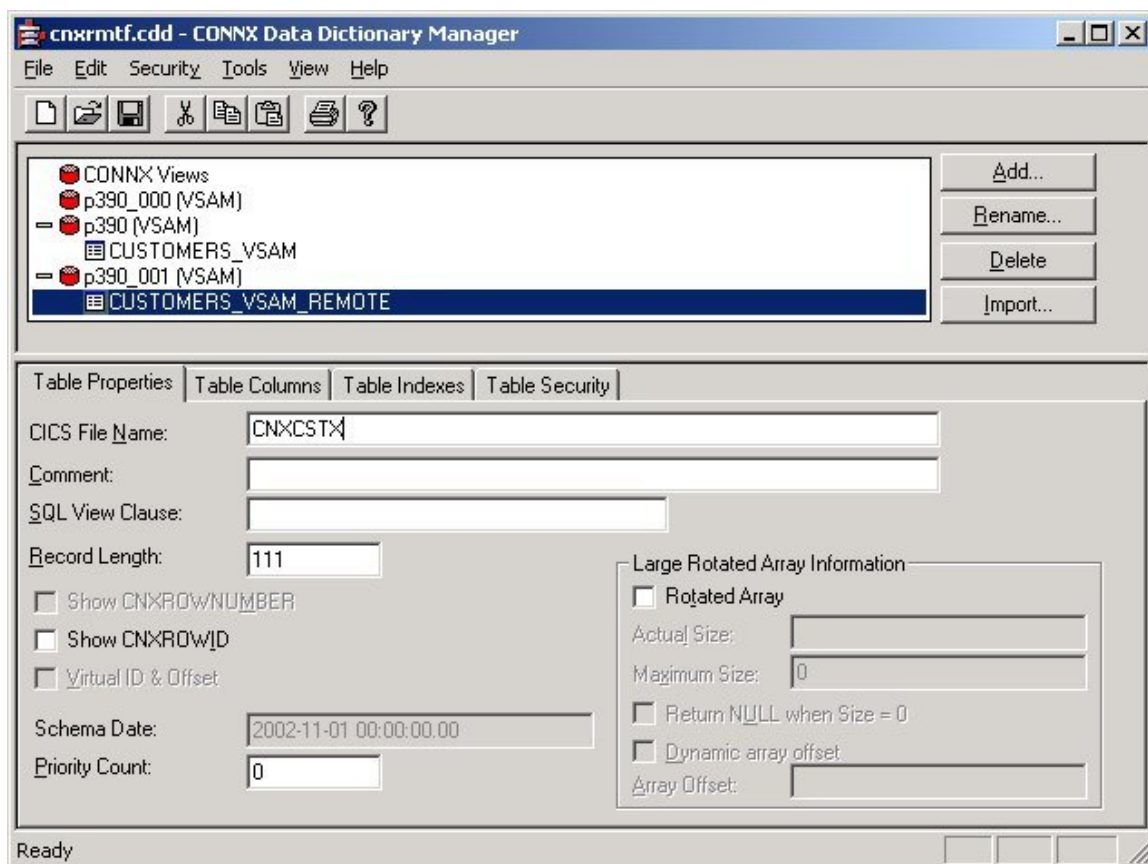 cnxrmtf.cdd - CONNX Data Dictionary Manager
File Edit Security Tools View Help
CONNX Views
p390_000 (VSAM)
p390 (VSAM)
CUSTOMERS_VSAM
p390_001 (VSAM)
CUSTOMERS_VSAM_REMOTE
Add...
Rename...
Delete
Import...
Table Properties Table Columns Table Indexes Table Security
CICS File Name: CNXCSTX
Comment:
SQL View Clause:
Record Length: 111
Show CNXROWNUMBER
Show CNXROWID
Virtual ID & Offset
Schema Date: 2002-11-01 00:00:00.00
Priority Count: 0
Large Rotated Array Information
Rotated Array
Actual Size:
Maximum Size: 0
Return NULL when Size = 0
Dynamic array offset
Array Offset:
Ready